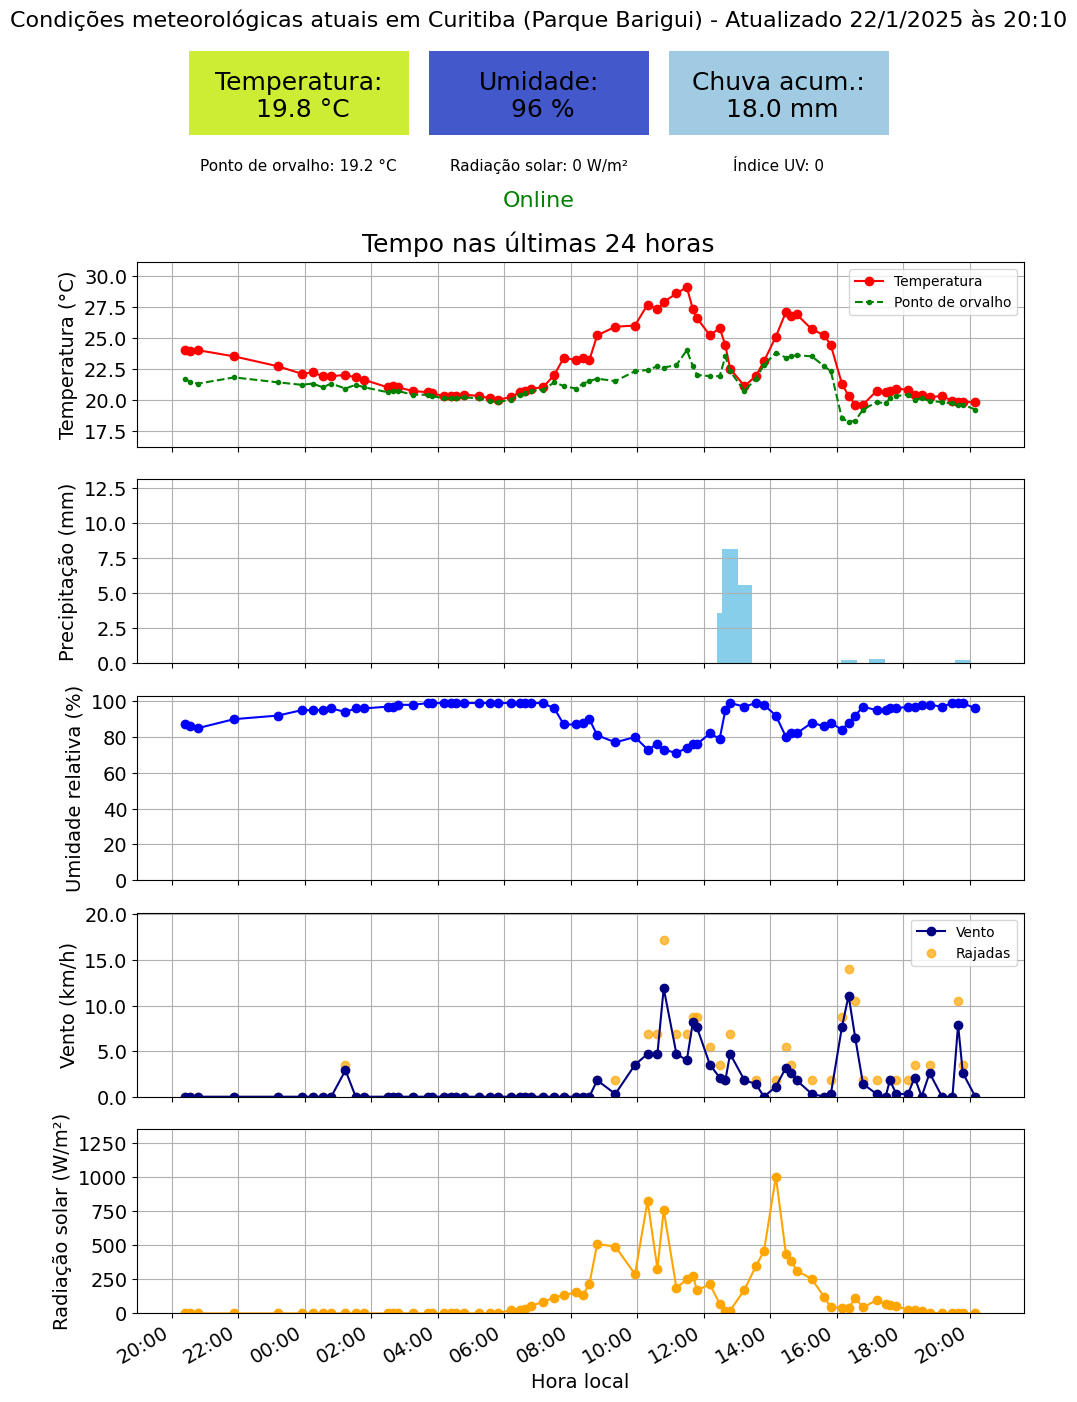 Condições meteorológicas atuais em Curitiba (Parque Barigui) - Atualizado 22/1/2025 às 20:10
Temperatura:
19.8 °C
Umidade:
96 %
Chuva acum.:
18.0 mm
Ponto de orvalho: 19.2 °C
Radiação solar: 0 W/m²
Índice UV: 0
Online
Tempo nas últimas 24 horas
Temperatura (°C)
30.0
27.5
25.0
22.5
20.0
17.5
Temperatura
Ponto de orvalho
Precipitação (mm)
12.5
10.0
7.5
5.0
2.5
0.0
Umidade relativa (%)
100
80
60
40
20
0
Vento (km/h)
20.0
15.0
10.0
5.0
0.0
Vento
Rajadas
Radiação solar (W/m²)
1250
1000
750
500
250
0
20:00 22:00 00:00 02:00 04:00 06:00 08:00 10:00 12:00 14:00 16:00 18:00 20:00
Hora local